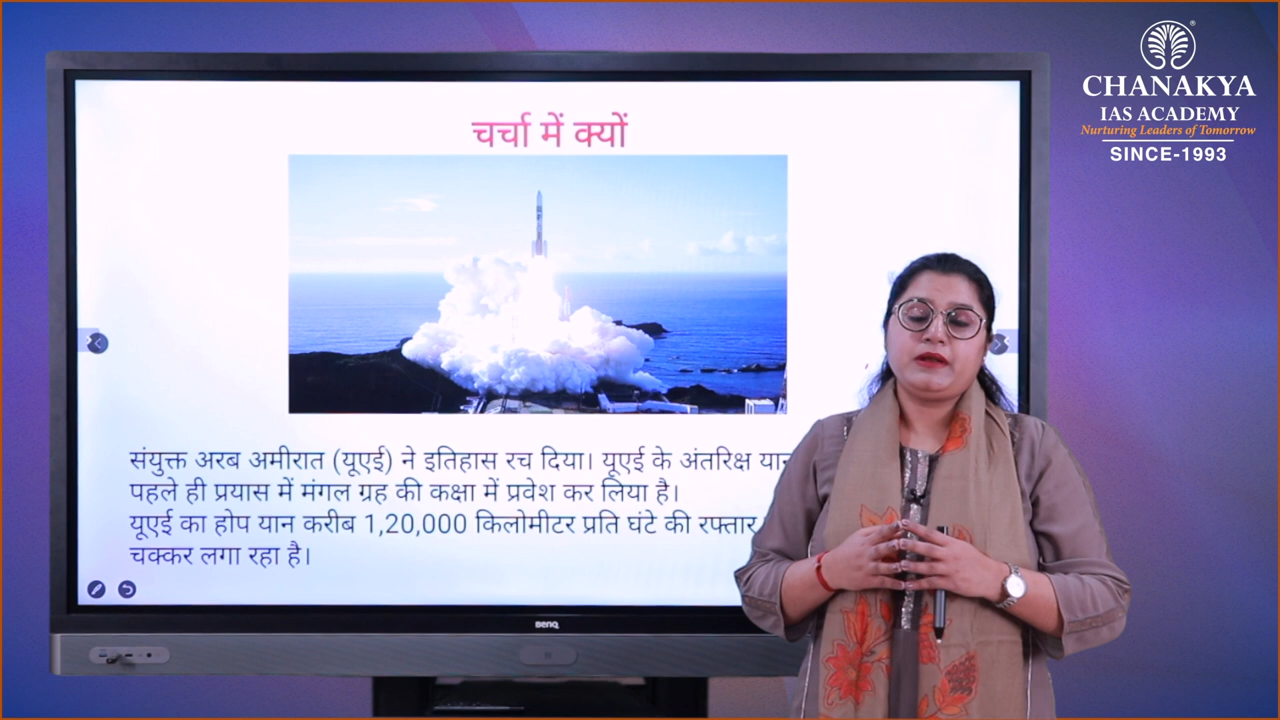 चर्चा में क्यों
संयुक्त अरब अमीरात (यूएई) ने इतिहास रच दिया। यूएई के अंतरिक्ष
पहले ही प्रयास में मंगल ग्रह की कक्षा में प्रवेश कर लिया है।
यूएई का होप यान करीब 1,20,000 किलोमीटर प्रति घंटे की रफ्तार
चक्कर लगा रहा है।
BenQ
CHANAKYA
IAS ACADEMY
Nurturing Leaders of Tomorrow
SINCE-1993